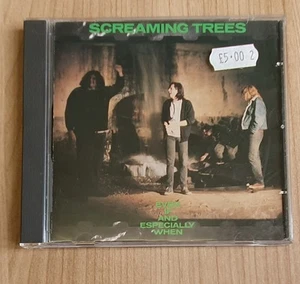 SCREAMING TREES
£5.00 2
EVEN
IF
AND
ESPECIALLY
WHEN